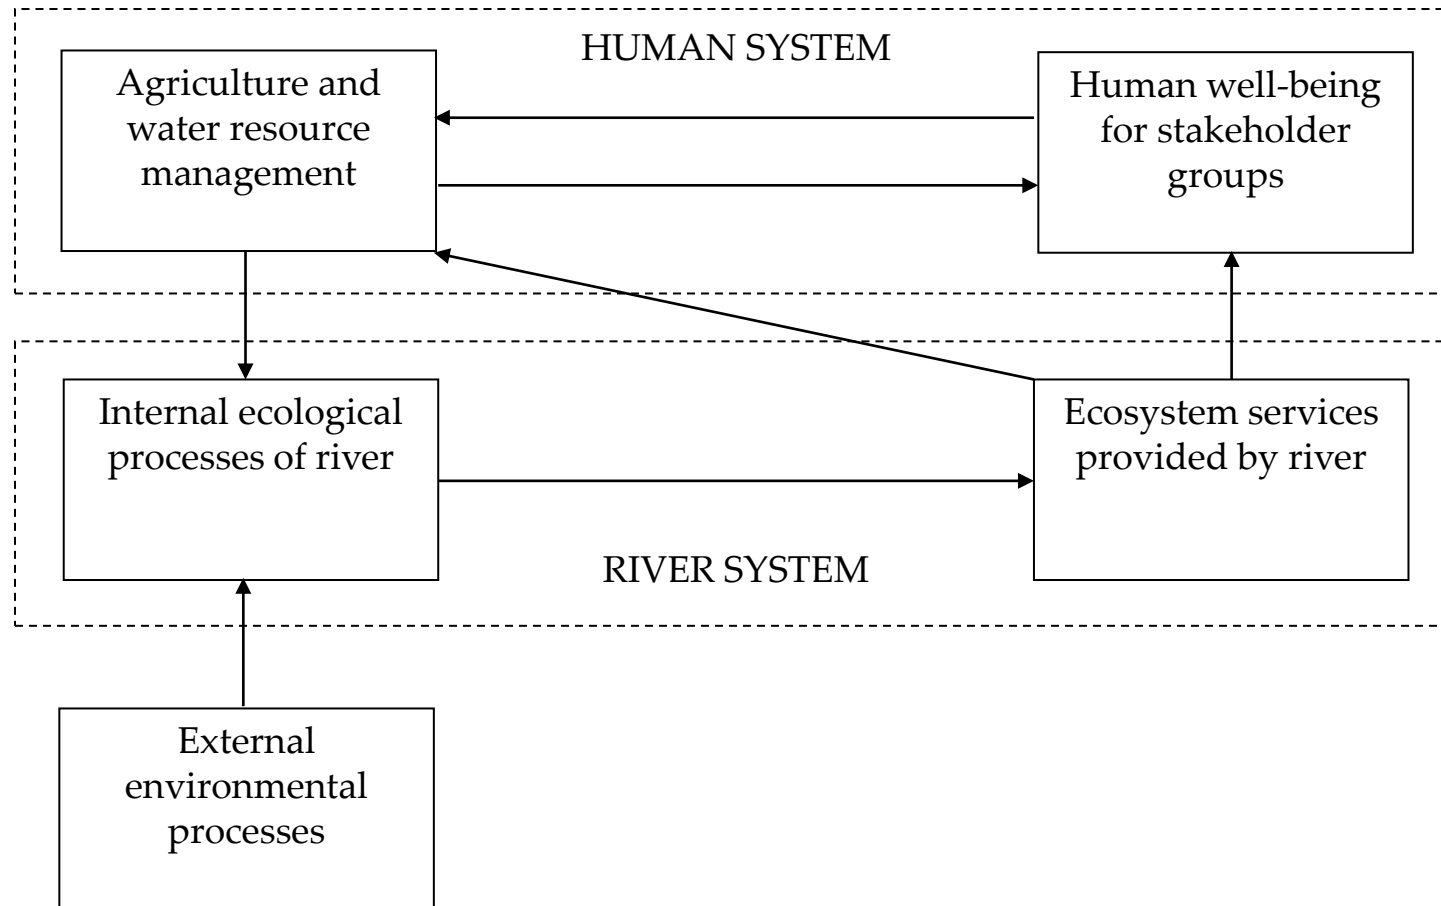 HUMAN SYSTEM
Agriculture and
water resource
management
Human well-being
for stakeholder
groups
Internal ecological
processes of river
Ecosystem services
provided by river
RIVER SYSTEM
External
environmental
processes